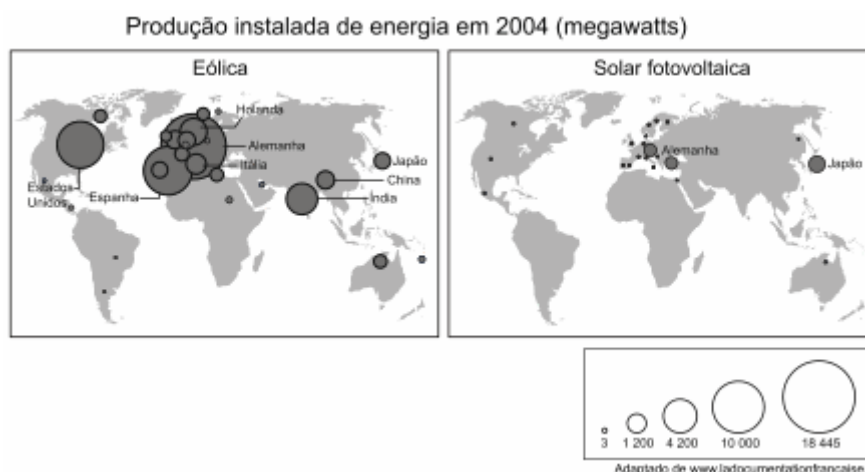 Produção instalada de energia em 2004 (megawatts)
Eólica
Holanda
Alemanha
Itália
Japão
China
Índia
Estados
Unidos
Espanha
Solar fotovoltaica
Alemanha
Japão
3
1 200
4 200
10 000
18 445
Adaptado de www.ladocumentationfrancaise